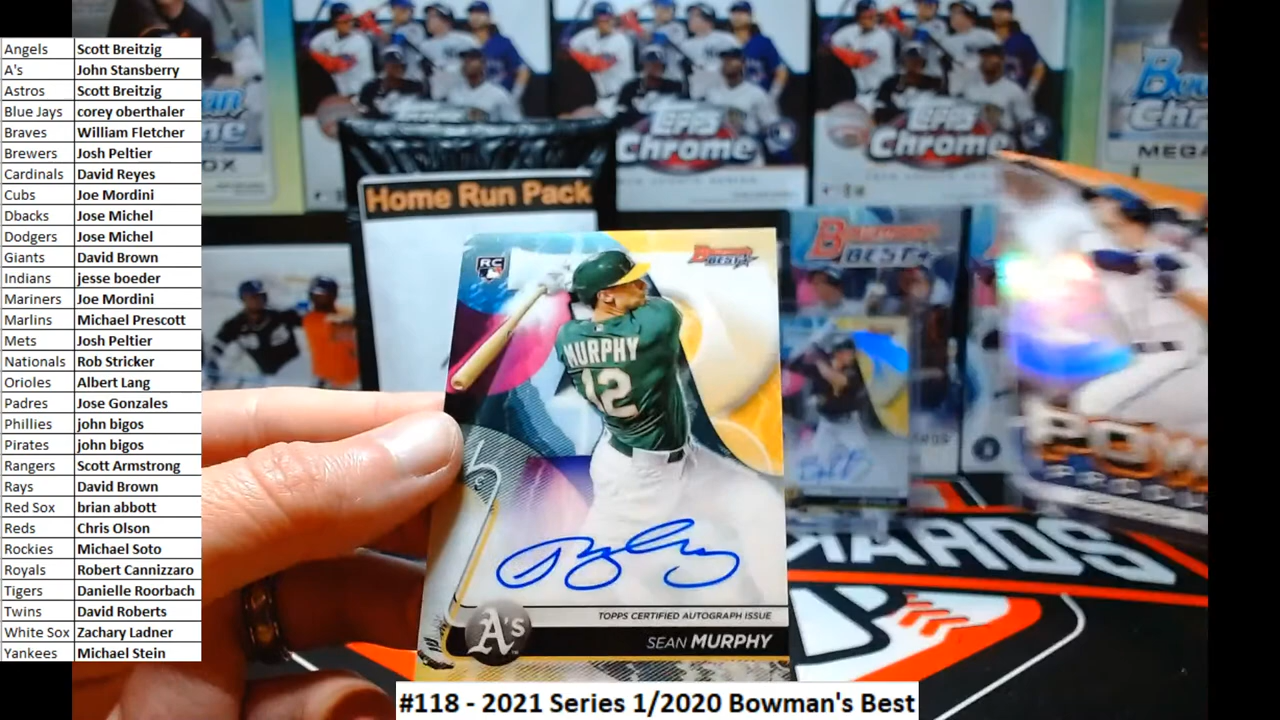 Angels Scott Breitzig
A's John Stansberry
Astros Scott Breitzig
Blue Jays corey oberthaler
Braves William Fletcher
Brewers Josh Peltier
Cardinals David Reyes
Cubs Joe Mordini
Dbacks Jose Michel
Dodgers Jose Michel
Giants David Brown
Indians jesse boeder
Mariners Joe Mordini
Marlins Michael Prescott
Mets Josh Peltier
Nationals Rob Stricker
Orioles Albert Lang
Padres Jose Gonzales
Phillies john bigos
Pirates john bigos
Rangers Scott Armstrong
Rays David Brown
Red Sox brian abbott
Reds Chris Olson
Rockies Michael Soto
Royals Robert Cannizzaro
Tigers Danielle Roorbach
Twins David Roberts
White Sox Zachary Ladner
Yankees Michael Stein
Topps
Chrome
Topps
Chrome
MEGA
Home Run Pack
BOWMAN'S
BEST
RC
BOWMAN'S
BEST
MURPHY
12
TOPPS CERTIFIED AUTOGRAPH ISSUE
A's
SEAN MURPHY
#118 - 2021 Series 1/2020 Bowman's Best